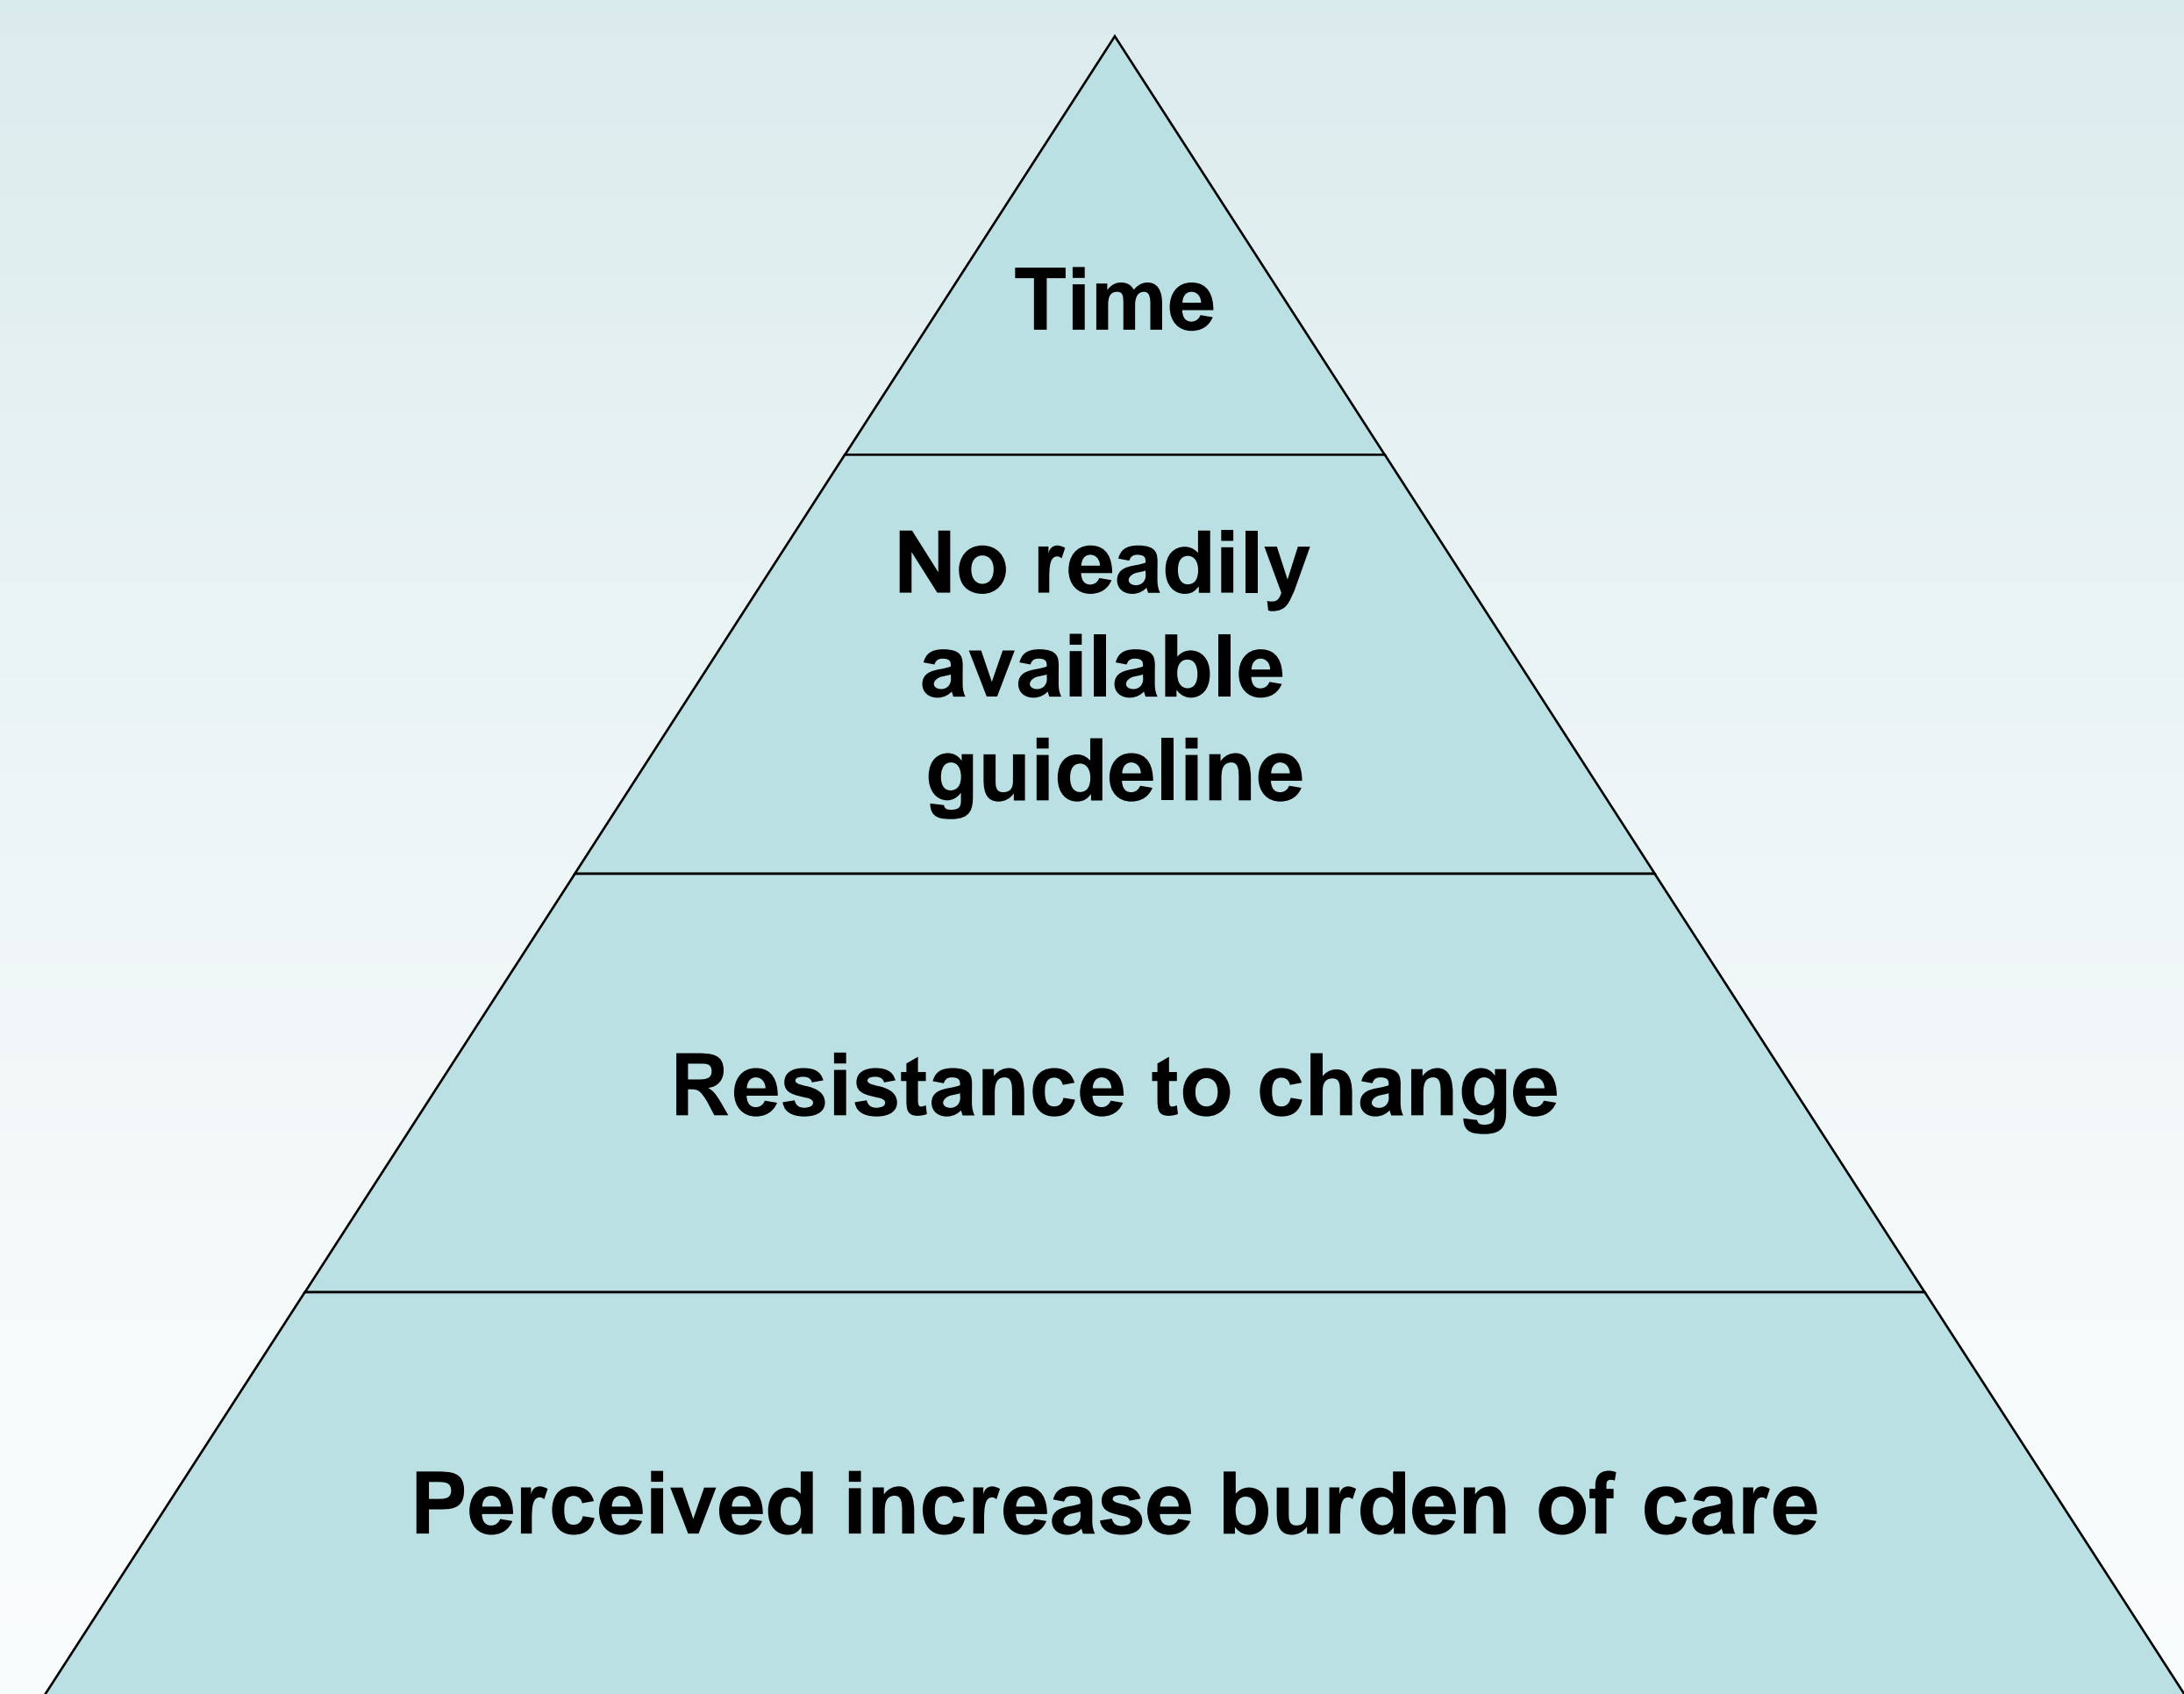 Time
No readily
available
guideline
Resistance to change
Perceived increase burden of care